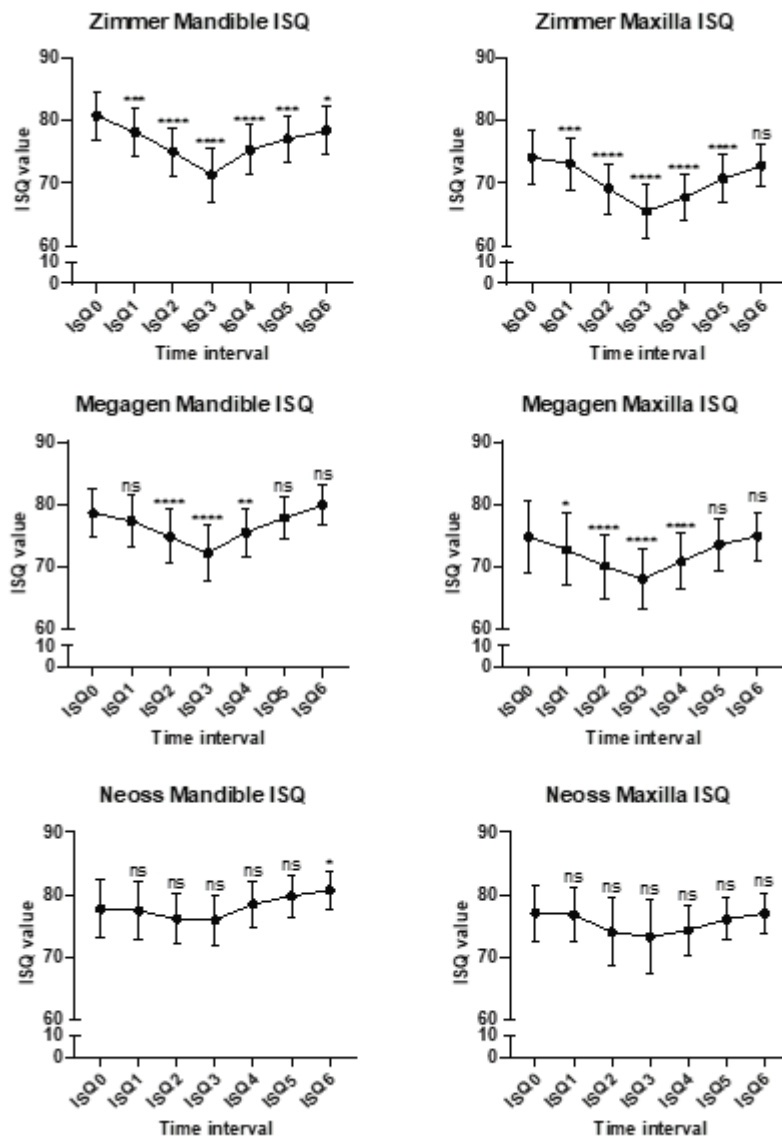 Zimmer Mandible ISQ
90
80
70
60
10
0
ISQ value
*** **** **** **** *** *
ISQ0 ISQ1 ISQ2 ISQ3 ISQ4 ISQ5 ISQ6
Time interval
Zimmer Maxilla ISQ
90
80
70
60
10
0
ISQ value
*** **** **** **** **** ns
ISQ0 ISQ1 ISQ2 ISQ3 ISQ4 ISQ5 ISQ6
Time interval
Megagen Mandible ISQ
90
80
70
60
10
0
ISQ value
ns **** **** ** ns ns
ISQ0 ISQ1 ISQ2 ISQ3 ISQ4 ISQ5 ISQ6
Time interval
Megagen Maxilla ISQ
90
80
70
60
10
0
ISQ value
* **** **** **** ns ns
ISQ0 ISQ1 ISQ2 ISQ3 ISQ4 ISQ5 ISQ6
Time interval
Neoss Mandible ISQ
90
80
70
60
10
0
ISQ value
ns ns ns ns ns *
ISQ0 ISQ1 ISQ2 ISQ3 ISQ4 ISQ5 ISQ6
Time interval
Neoss Maxilla ISQ
90
80
70
60
10
0
ISQ value
ns ns ns ns ns ns
ISQ0 ISQ1 ISQ2 ISQ3 ISQ4 ISQ5 ISQ6
Time interval